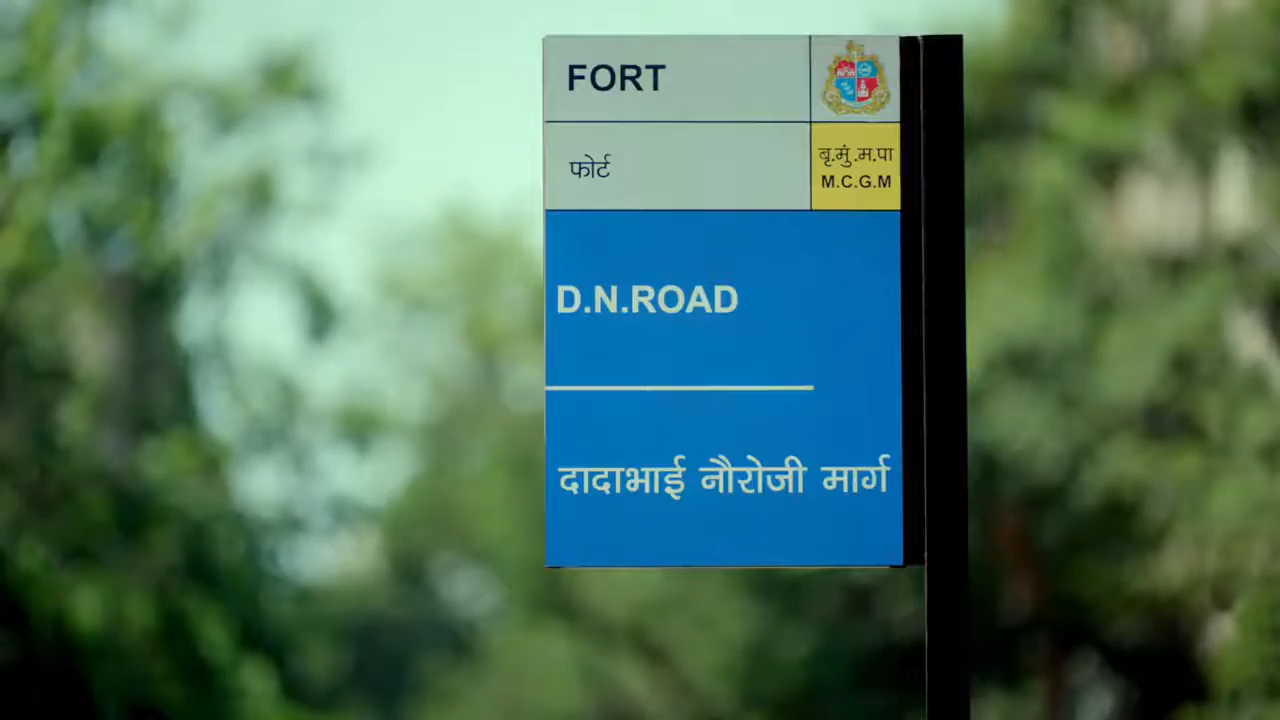 FORT
फोर्ट
बृ.मुं.म.पा
M.C.G.M
D.N.ROAD
दादाभाई नौरोजी मार्ग